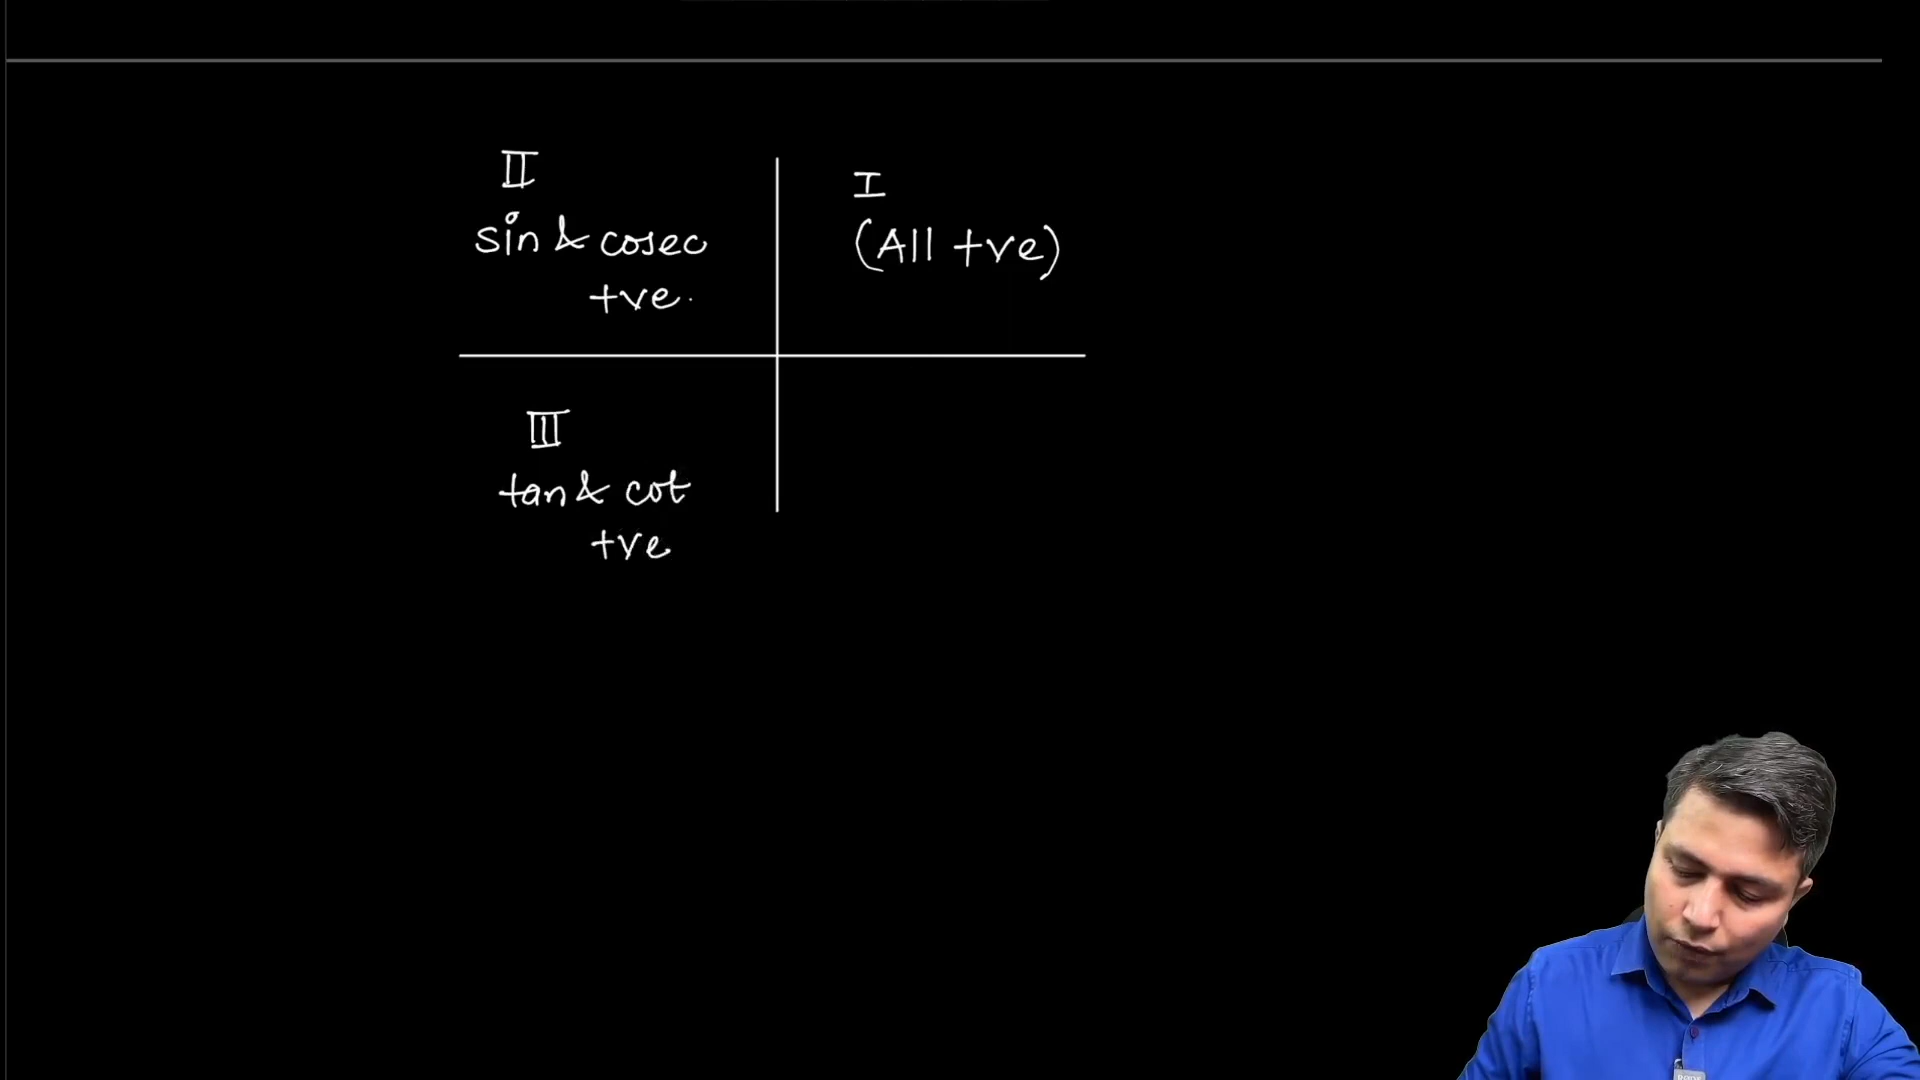 II
sin & cosec
+ve.
I
(All +ve)
III
tan & cot
+ve